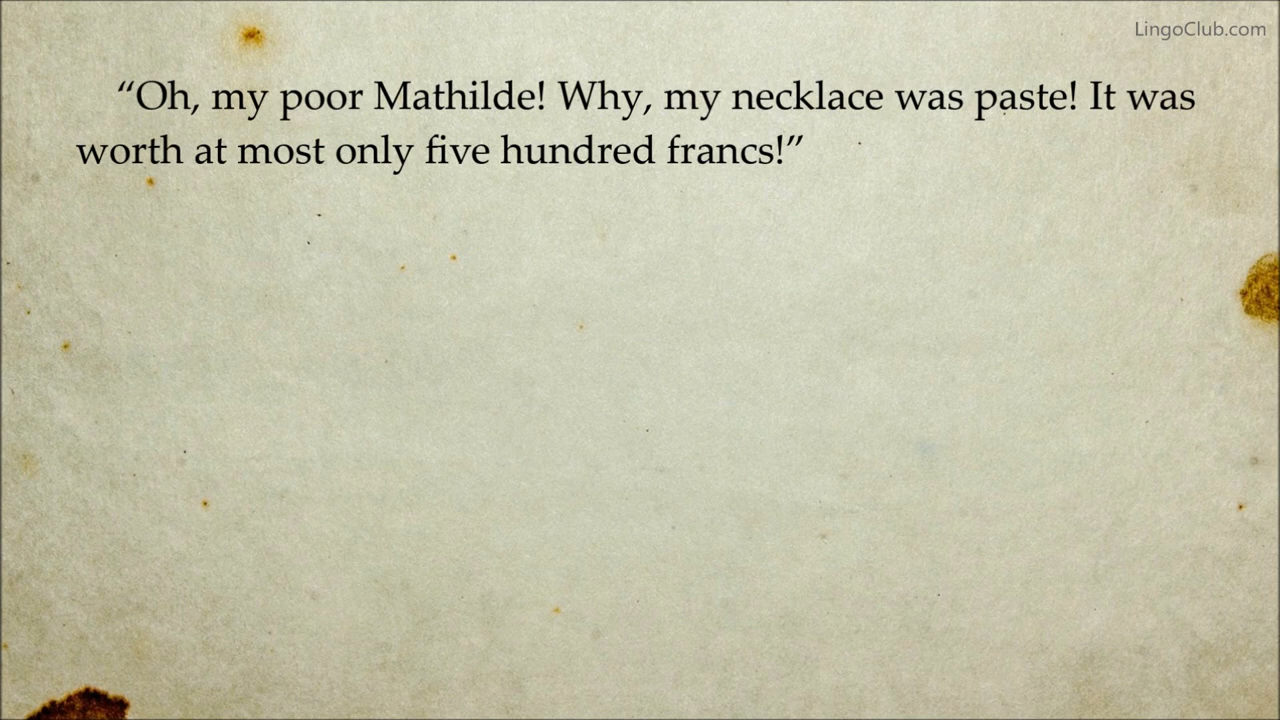 LingoClub.com
“Oh, my poor Mathilde! Why, my necklace was paste! It was
worth at most only five hundred francs!”